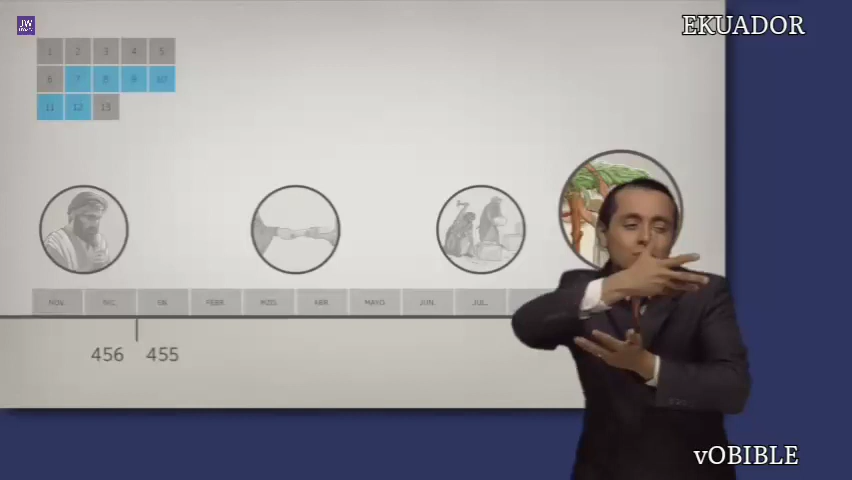 JW
EKUADOR
1 2 3 4 5
6 7 8 9 10
11 12 13
NOV. DIC. EN. FEBR. MZO. ABR. MAYO. JUN. JUL.
456 455
vOBIBLE